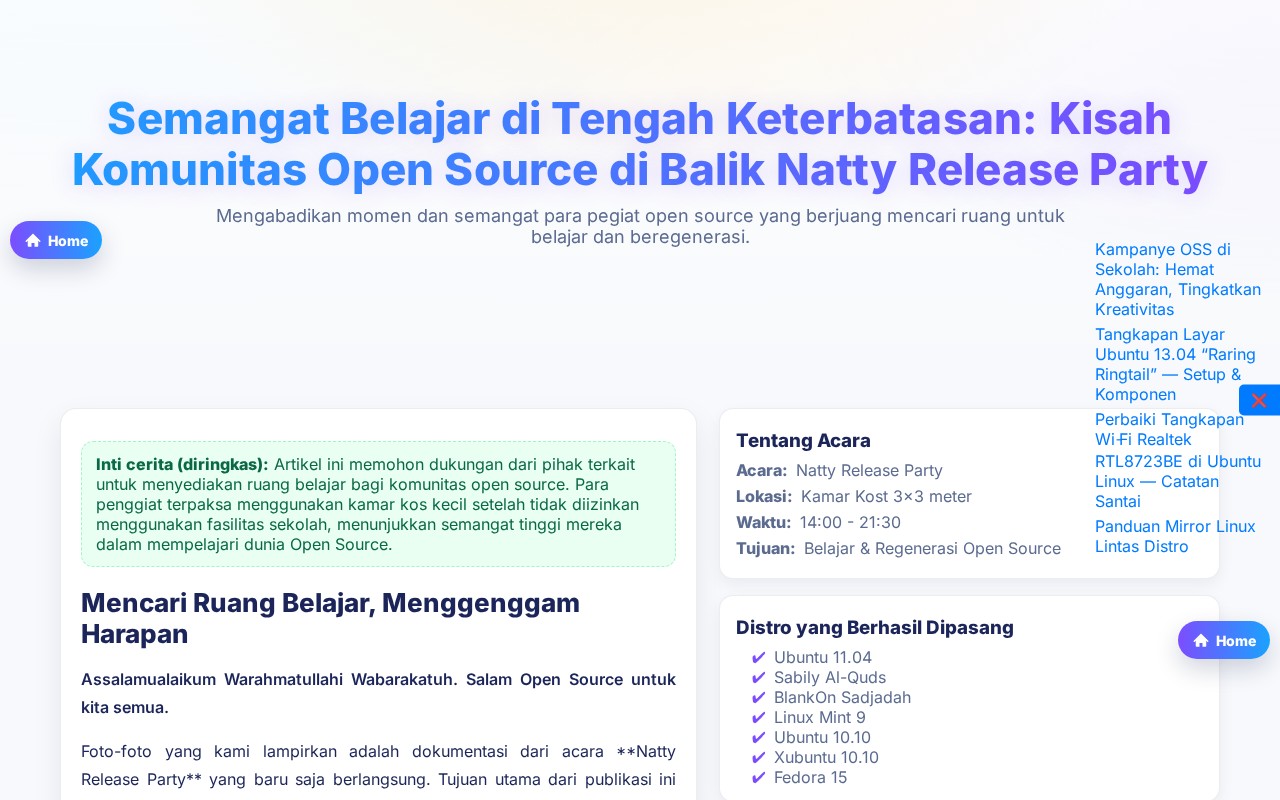 Semangat Belajar di Tengah Keterbatasan: Kisah
Komunitas Open Source di Balik Natty Release Party
Mengabadikan momen dan semangat para pegiat open source yang berjuang mencari ruang untuk
belajar dan beregenerasi.
Home
Kampanye OSS di
Sekolah: Hemat
Anggaran, Tingkatkan
Kreativitas
Tangkapan Layar
Ubuntu 13.04 “Raring
Ringtail” — Setup &
Komponen
Perbaiki Tangkapan
Wi-Fi Realtek
RTL8723BE di Ubuntu
Linux — Catatan
Santai
Panduan Mirror Linux
Lintas Distro
Inti cerita (diringkas): Artikel ini memohon dukungan dari pihak terkait
untuk menyediakan ruang belajar bagi komunitas open source. Para
penggiat terpaksa menggunakan kamar kos kecil setelah tidak diizinkan
menggunakan fasilitas sekolah, menunjukkan semangat tinggi mereka
dalam mempelajari dunia Open Source.
Mencari Ruang Belajar, Menggenggam
Harapan
Assalamualaikum Warahmatullahi Wabarakatuh. Salam Open Source untuk
kita semua.
Foto-foto yang kami lampirkan adalah dokumentasi dari acara **Natty
Release Party** yang baru saja berlangsung. Tujuan utama dari publikasi ini
Tentang Acara
Acara: Natty Release Party
Lokasi: Kamar Kost 3×3 meter
Waktu: 14:00 - 21:30
Tujuan: Belajar & Regenerasi Open Source
Distro yang Berhasil Dipasang
✔ Ubuntu 11.04
✔ Sabily Al-Quds
✔ BlankOn Sadjadah
✔ Linux Mint 9
✔ Ubuntu 10.10
✔ Xubuntu 10.10
✔ Fedora 15
Home